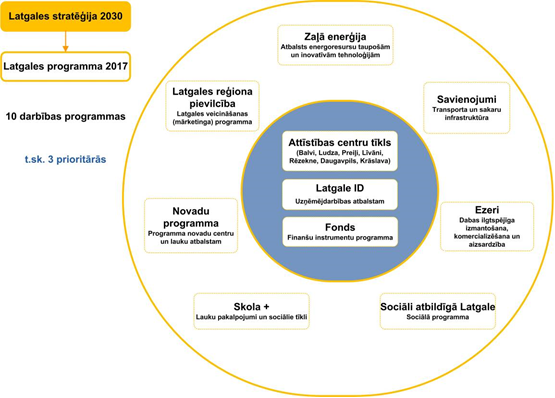 Latgales stratēģija 2030
Latgales programma 2017
10 darbības programmas
t.sk. 3 prioritārās
Zaļā enerģija
Atbalsts energoresursu taupošām
un inovatīvām tehnoloģijām
Latgales reģiona
pievilcība
Latgales veicināšanas
(mārketinga) programma
Savienojumi
Transporta un sakaru
infrastruktūra
Attīstības centru tīkls
(Balvi, Ludza, Preiļi, Līvāni,
Rēzekne, Daugavpils, Krāslava)
Latgale ID
Uzņēmējdarbības atbalstam
Fonds
Finanšu instrumentu programma
Novadu
programma
Programma novadu centru
un lauku atbalstam
Ezeri
Dabas ilgtspējīga
izmantošana,
komercializēšana un
aizsardzība
Skola +
Lauku pakalpojumi un sociālie tīkli
Sociāli atbildīgā Latgale
Sociālā programma